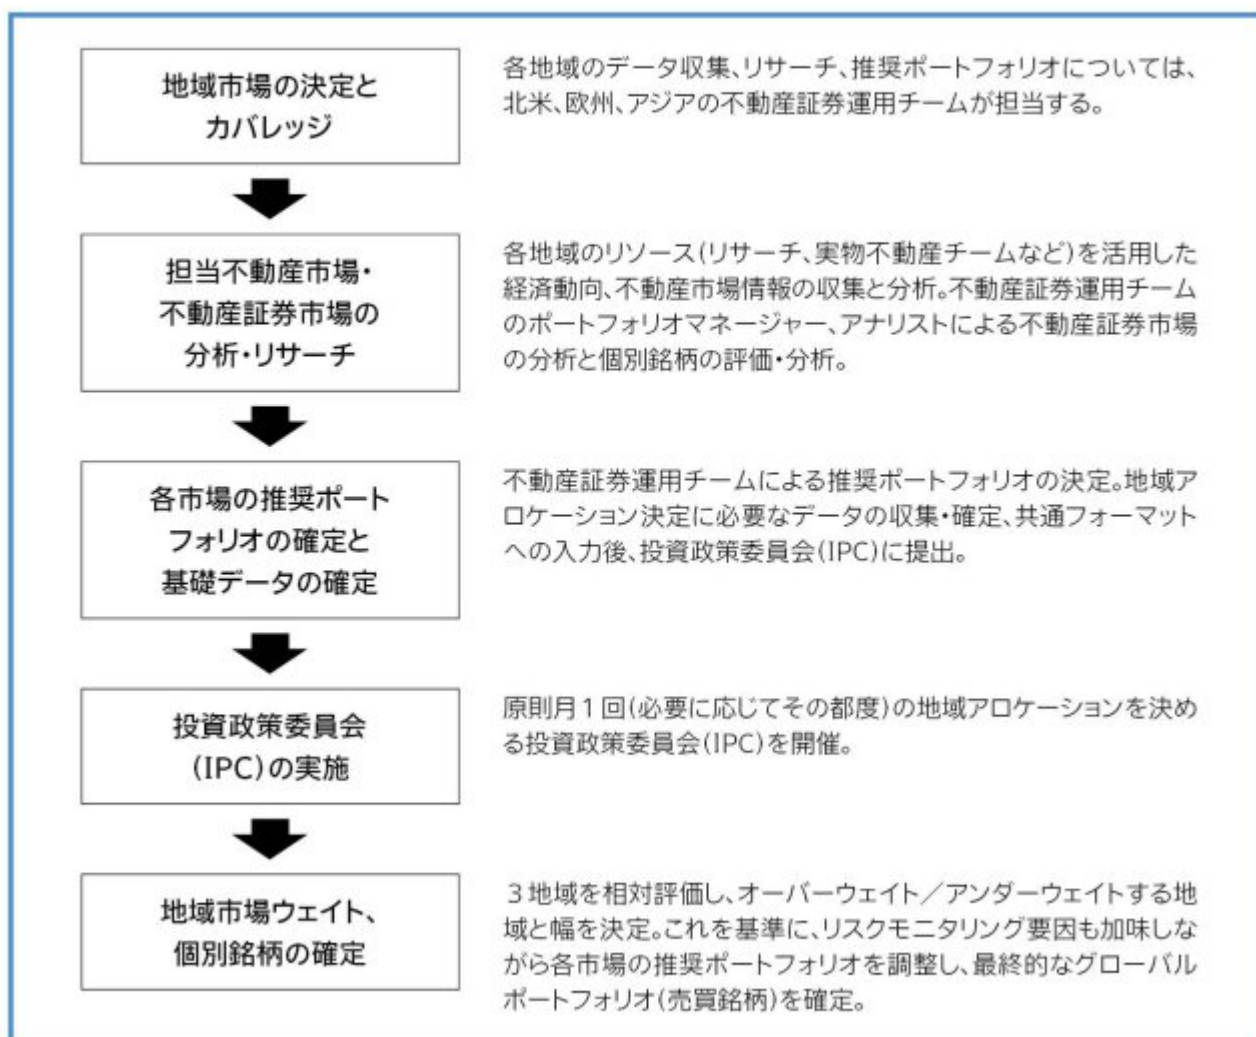 地域市場の決定と
カバレッジ
各地域のデータ収集、リサーチ、推奨ポートフォリオについては、
北米、欧州、アジアの不動産証券運用チームが担当する。
担当不動産市場・
不動産証券市場の
分析・リサーチ
各地域のリソース(リサーチ、実物不動産チームなど)を活用した
経済動向、不動産市場情報の収集と分析。不動産証券運用チーム
のポートフォリオマネージャー、アナリストによる不動産証券市場
の分析と個別銘柄の評価・分析。
各市場の推奨ポート
フォリオの確定と
基礎データの確定
不動産証券運用チームによる推奨ポートフォリオの決定。地域ア
ロケーション決定に必要なデータの収集・確定、共通フォーマット
への入力後、投資政策委員会(IPC)に提出。
投資政策委員会
(IPC)の実施
原則月1回(必要に応じてその都度)の地域アロケーションを決め
る投資政策委員会(IPC)を開催。
地域市場ウェイト、
個別銘柄の確定
3地域を相対評価し、オーバーウェイト/アンダーウェイトする地
域と幅を決定。これを基準に、リスクモニタリング要因も加味しな
がら各市場の推奨ポートフォリオを調整し、最終的なグローバル
ポートフォリオ(売買銘柄)を確定。